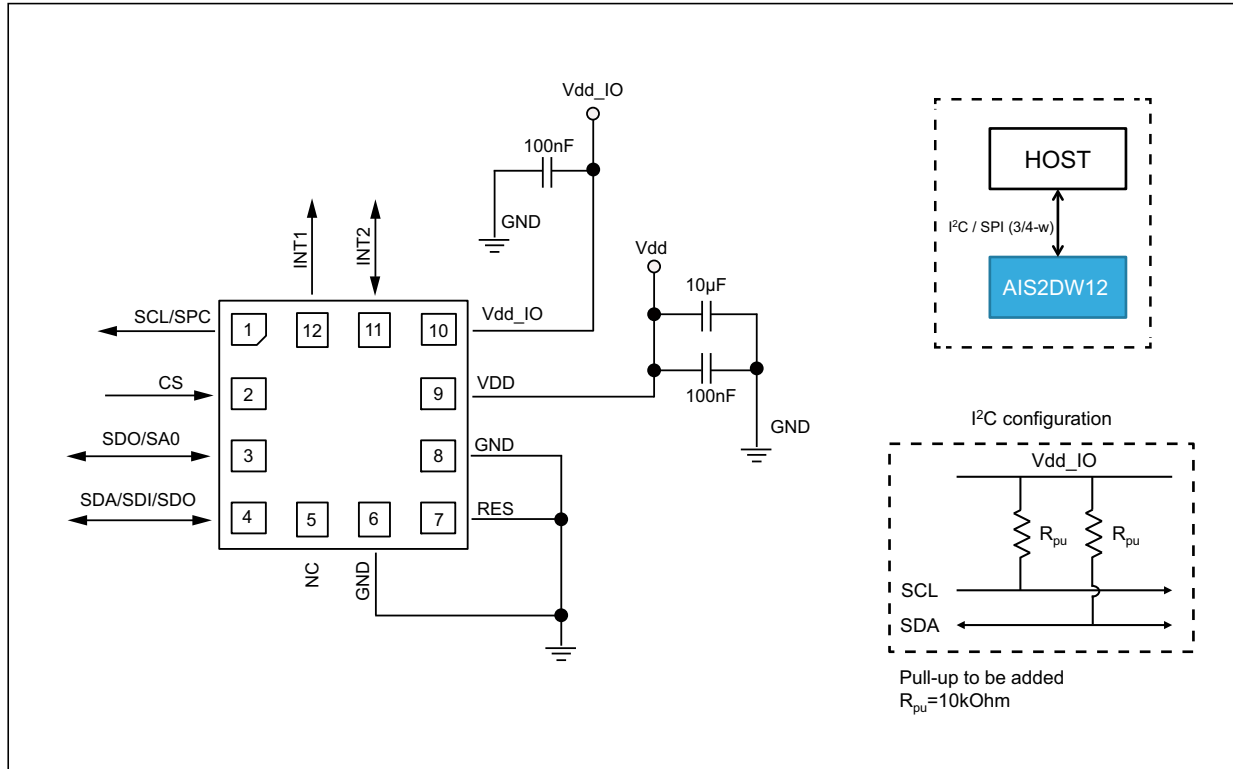 Vdd_IO
100nF
GND
INT1
INT2
Vdd
10µF
100nF
GND
SCL/SPC
CS
SDO/SA0
SDA/SDI/SDO
1
12
11
10
2
9
3
8
4
5
6
7
Vdd_IO
VDD
GND
RES
NC
GND
HOST
I²C / SPI (3/4-w)
AIS2DW12
I²C configuration
Vdd_IO
Rpu
Rpu
SCL
SDA
Pull-up to be added
Rpu=10kOhm